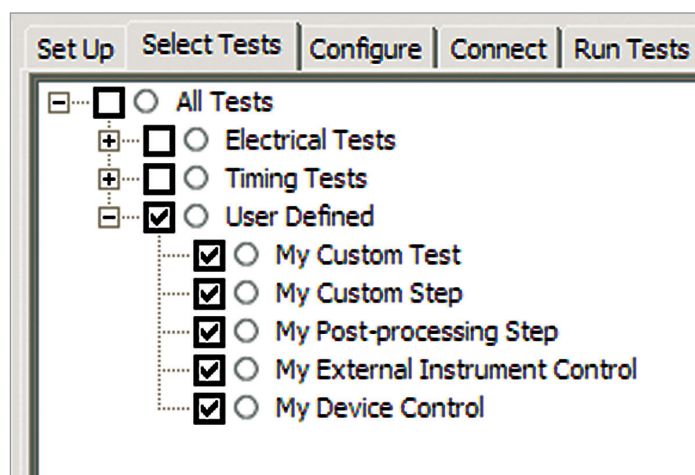 Set Up Select Tests Configure Connect Run Tests
All Tests
Electrical Tests
Timing Tests
User Defined
My Custom Test
My Custom Step
My Post-processing Step
My External Instrument Control
My Device Control